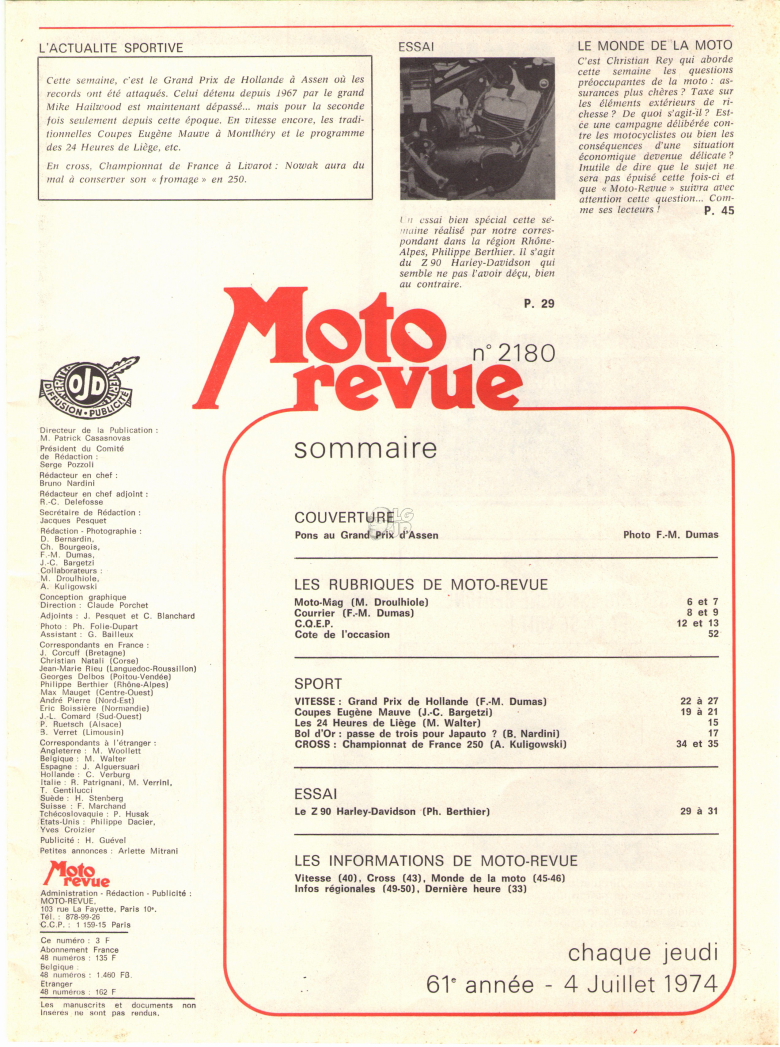 L'ACTUALITE SPORTIVE
Cette semaine, c'est le Grand Prix de Hollande à Assen où les
records ont été attaqués. Celui détenu depuis 1967 par le grand
Mike Hailwood est maintenant dépassé... mais pour la seconde
fois seulement depuis cette époque. En vitesse encore, les tradi-
tionnelles Coupes Eugène Mauve à Montlhéry et le programme
des 24 Heures de Liège, etc.
En cross, Championnat de France à Livarot : Nowak aura du
mal à conserver son « fromage » en 250.
ESSAI
Un essai bien spécial cette se-
maine réalisé par notre corres-
pondant dans la région Rhône-
Alpes, Philippe Berthier. Il s'agit
du Z 90 Harley-Davidson qui
semble ne pas l'avoir déçu, bien
au contraire.
P. 29
LE MONDE DE LA MOTO
C'est Christian Rey qui aborde
cette semaine les questions
préoccupantes de la moto : as-
surances plus chères ? Taxe sur
les éléments extérieurs de ri-
chesse ? De quoi s'agit-il ? Est-
ce une campagne délibérée con-
tre les motocyclistes ou bien les
conséquences d'une situation
économique devenue délicate ?
Inutile de dire que le sujet ne
sera pas épuisé cette fois-ci et
que « Moto-Revue » suivra avec
attention cette question... Com-
me ses lecteurs ! P. 45
Moto
revue
n° 2180
OJD
DIFFUSION • PUBLICITÉ
Directeur de la Publication :
M. Patrick Casasnovas
Président du Comité
de Rédaction :
Serge Pozzoli
Rédacteur en chef :
Bruno Nardini
Rédacteur en chef adjoint :
R.-C. Delefosse
Secrétaire de Rédaction :
Jacques Pesquet
Rédaction - Photographie :
D. Bernardin,
Ch. Bourgeois,
F.-M. Dumas,
J.-C. Bargetzi
Collaborateurs :
M. Droulhiole,
A. Kuligowski
Conception graphique
Direction : Claude Porchet
Adjoints : J. Pesquet et C. Blanchard
Photo : Ph. Folie-Dupart
Assistant : G. Bailleux
Correspondants en France :
J. Corcuff (Bretagne)
Christian Natali (Corse)
Jean-Marie Rieu (Languedoc-Roussillon)
Georges Delbos (Poitou-Vendée)
Philippe Berthier (Rhône-Alpes)
Max Mauget (Centre-Ouest)
André Pierre (Nord-Est)
Eric Boissière (Normandie)
J.-L. Comard (Sud-Ouest)
P. Ruetsch (Alsace)
B. Verret (Limousin)
Correspondants à l'étranger :
Angleterre : M. Woollett
Belgique : M. Walter
Espagne : J. Alguersuari
Hollande : C. Verburg
Italie : R. Patrignani, M. Verrini,
T. Gentilucci
Suède : H. Stenberg
Suisse : F. Marchand
Tchécoslovaquie : P. Husak
Etats-Unis : Philippe Dacier,
Yves Croizier
Publicité : H. Guével
Petites annonces : Arlette Mitrani
Moto
revue
Administration - Rédaction - Publicité :
MOTO-REVUE,
103 rue La Fayette, Paris 10e.
Tél. : 878-99-26
C.C.P. : 1 159-15 Paris
Ce numéro : 3 F
Abonnement France
48 numéros : 135 F
Belgique
48 numéros : 1.460 FB.
Etranger
48 numéros : 162 F
Les manuscrits et documents non
insérés ne sont pas rendus.
sommaire
COUVERTURE
Pons au Grand Prix d'Assen Photo F.-M. Dumas
LES RUBRIQUES DE MOTO-REVUE
Moto-Mag (M. Droulhiole) 6 et 7
Courrier (F.-M. Dumas) 8 et 9
C.Q.E.P. 12 et 13
Cote de l'occasion 52
SPORT
VITESSE : Grand Prix de Hollande (F.-M. Dumas) 22 à 27
Coupes Eugène Mauve (J.-C. Bargetzi) 19 à 21
Les 24 Heures de Liège (M. Walter) 15
Bol d'Or : passe de trois pour Japauto ? (B. Nardini) 17
CROSS : Championnat de France 250 (A. Kuligowski) 34 et 35
ESSAI
Le Z 90 Harley-Davidson (Ph. Berthier) 29 à 31
LES INFORMATIONS DE MOTO-REVUE
Vitesse (40), Cross (43), Monde de la moto (45-46)
Infos régionales (49-50), Dernière heure (33)
chaque jeudi
61e année - 4 Juillet 1974